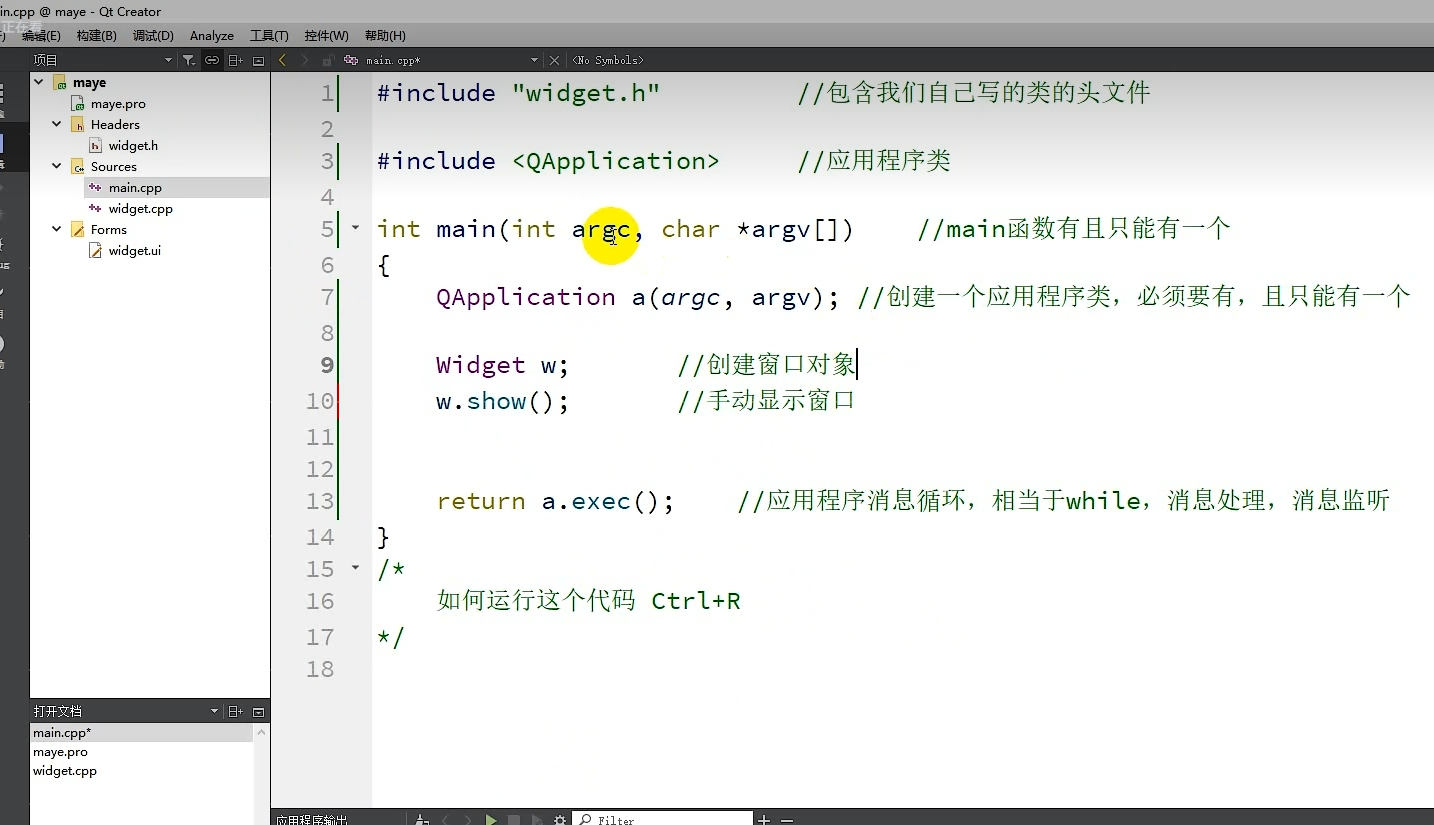 in.cpp @ maye - Qt Creator
正在看
编辑(E) 构建(B) 调试(D) Analyze 工具(T) 控件(W) 帮助(H)
项目 main.cpp* <No Symbols>
maye
maye.pro
Headers
widget.h
Sources
main.cpp
widget.cpp
Forms
widget.ui
1 #include "widget.h" //包含我们自己写的类的头文件
2
3 #include <QApplication> //应用程序类
4
5 int main(int argc, char *argv[]) //main函数有且只能有一个
6 {
7 QApplication a(argc, argv); //创建一个应用程序类，必须要有，且只能有一个
8
9 Widget w; //创建窗口对象
10 w.show(); //手动显示窗口
11
12
13 return a.exec(); //应用程序消息循环，相当于while，消息处理，消息监听
14 }
15 /*
16 如何运行这个代码 Ctrl+R
17 */
18
打开文档
main.cpp*
maye.pro
widget.cpp
应用程序输出 Filter